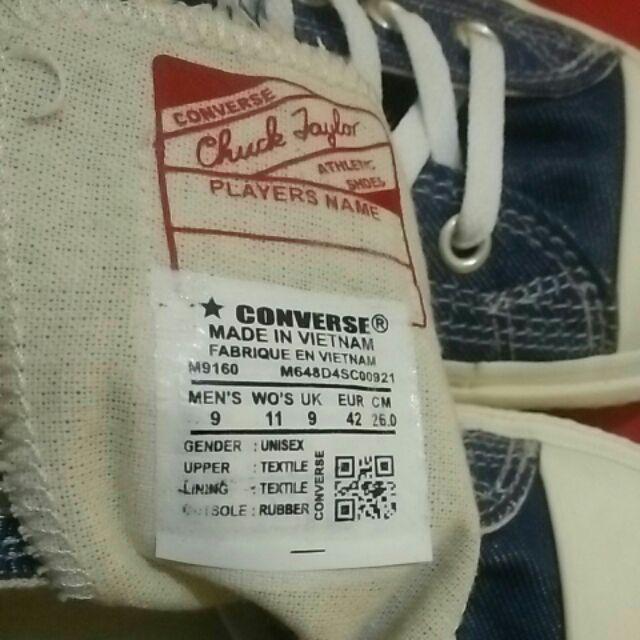 CONVERSE
Chuck Taylor
ATHLETIC
SHOES
PLAYERS NAME
★ CONVERSE®
MADE IN VIETNAM
FABRIQUE EN VIETNAM
M9160 M648D4SC00921
MEN'S WO'S UK EUR CM
9 11 9 42 26.0
GENDER : UNISEX
UPPER : TEXTILE
LINING : TEXTILE
OUTSOLE : RUBBER
CONVERSE